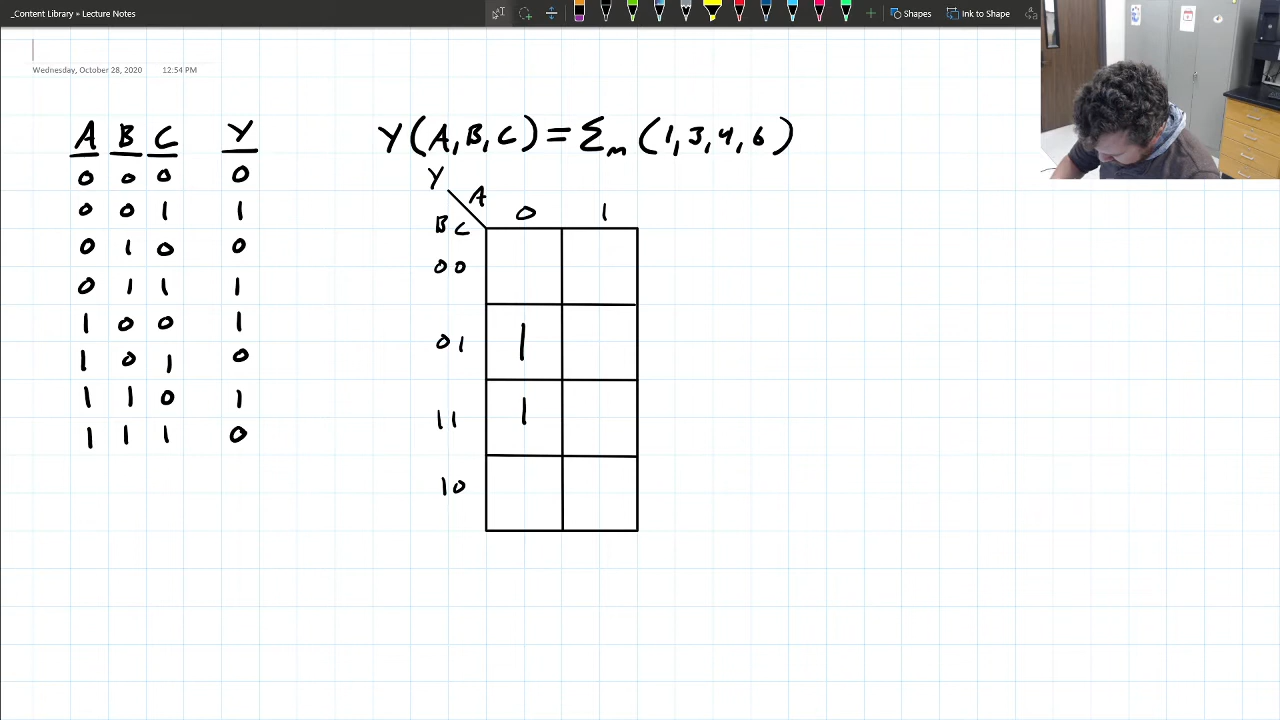 _Content Library » Lecture Notes
Shapes
Ink to Shape
Wednesday, October 28, 2020 12:54 PM
A B C Y
0 0 0 0
0 0 1 1
0 1 0 0
0 1 1 1
1 0 0 1
1 0 1 0
1 1 0 1
1 1 1 0
Y(A,B,C) = Σm (1,3,4,6)
Y
A
BC
0 1
00
01 1
11 1
10